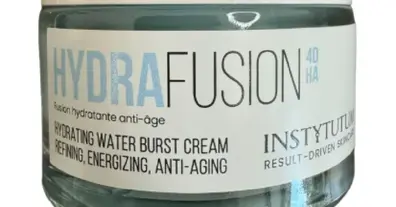 HYDRAFUSION 4D HA
Fusion hydratante anti-âge
HYDRATING WATER BURST CREAM
REFINING, ENERGIZING, ANTI-AGING
INSTYTUTUM
RESULT-DRIVEN